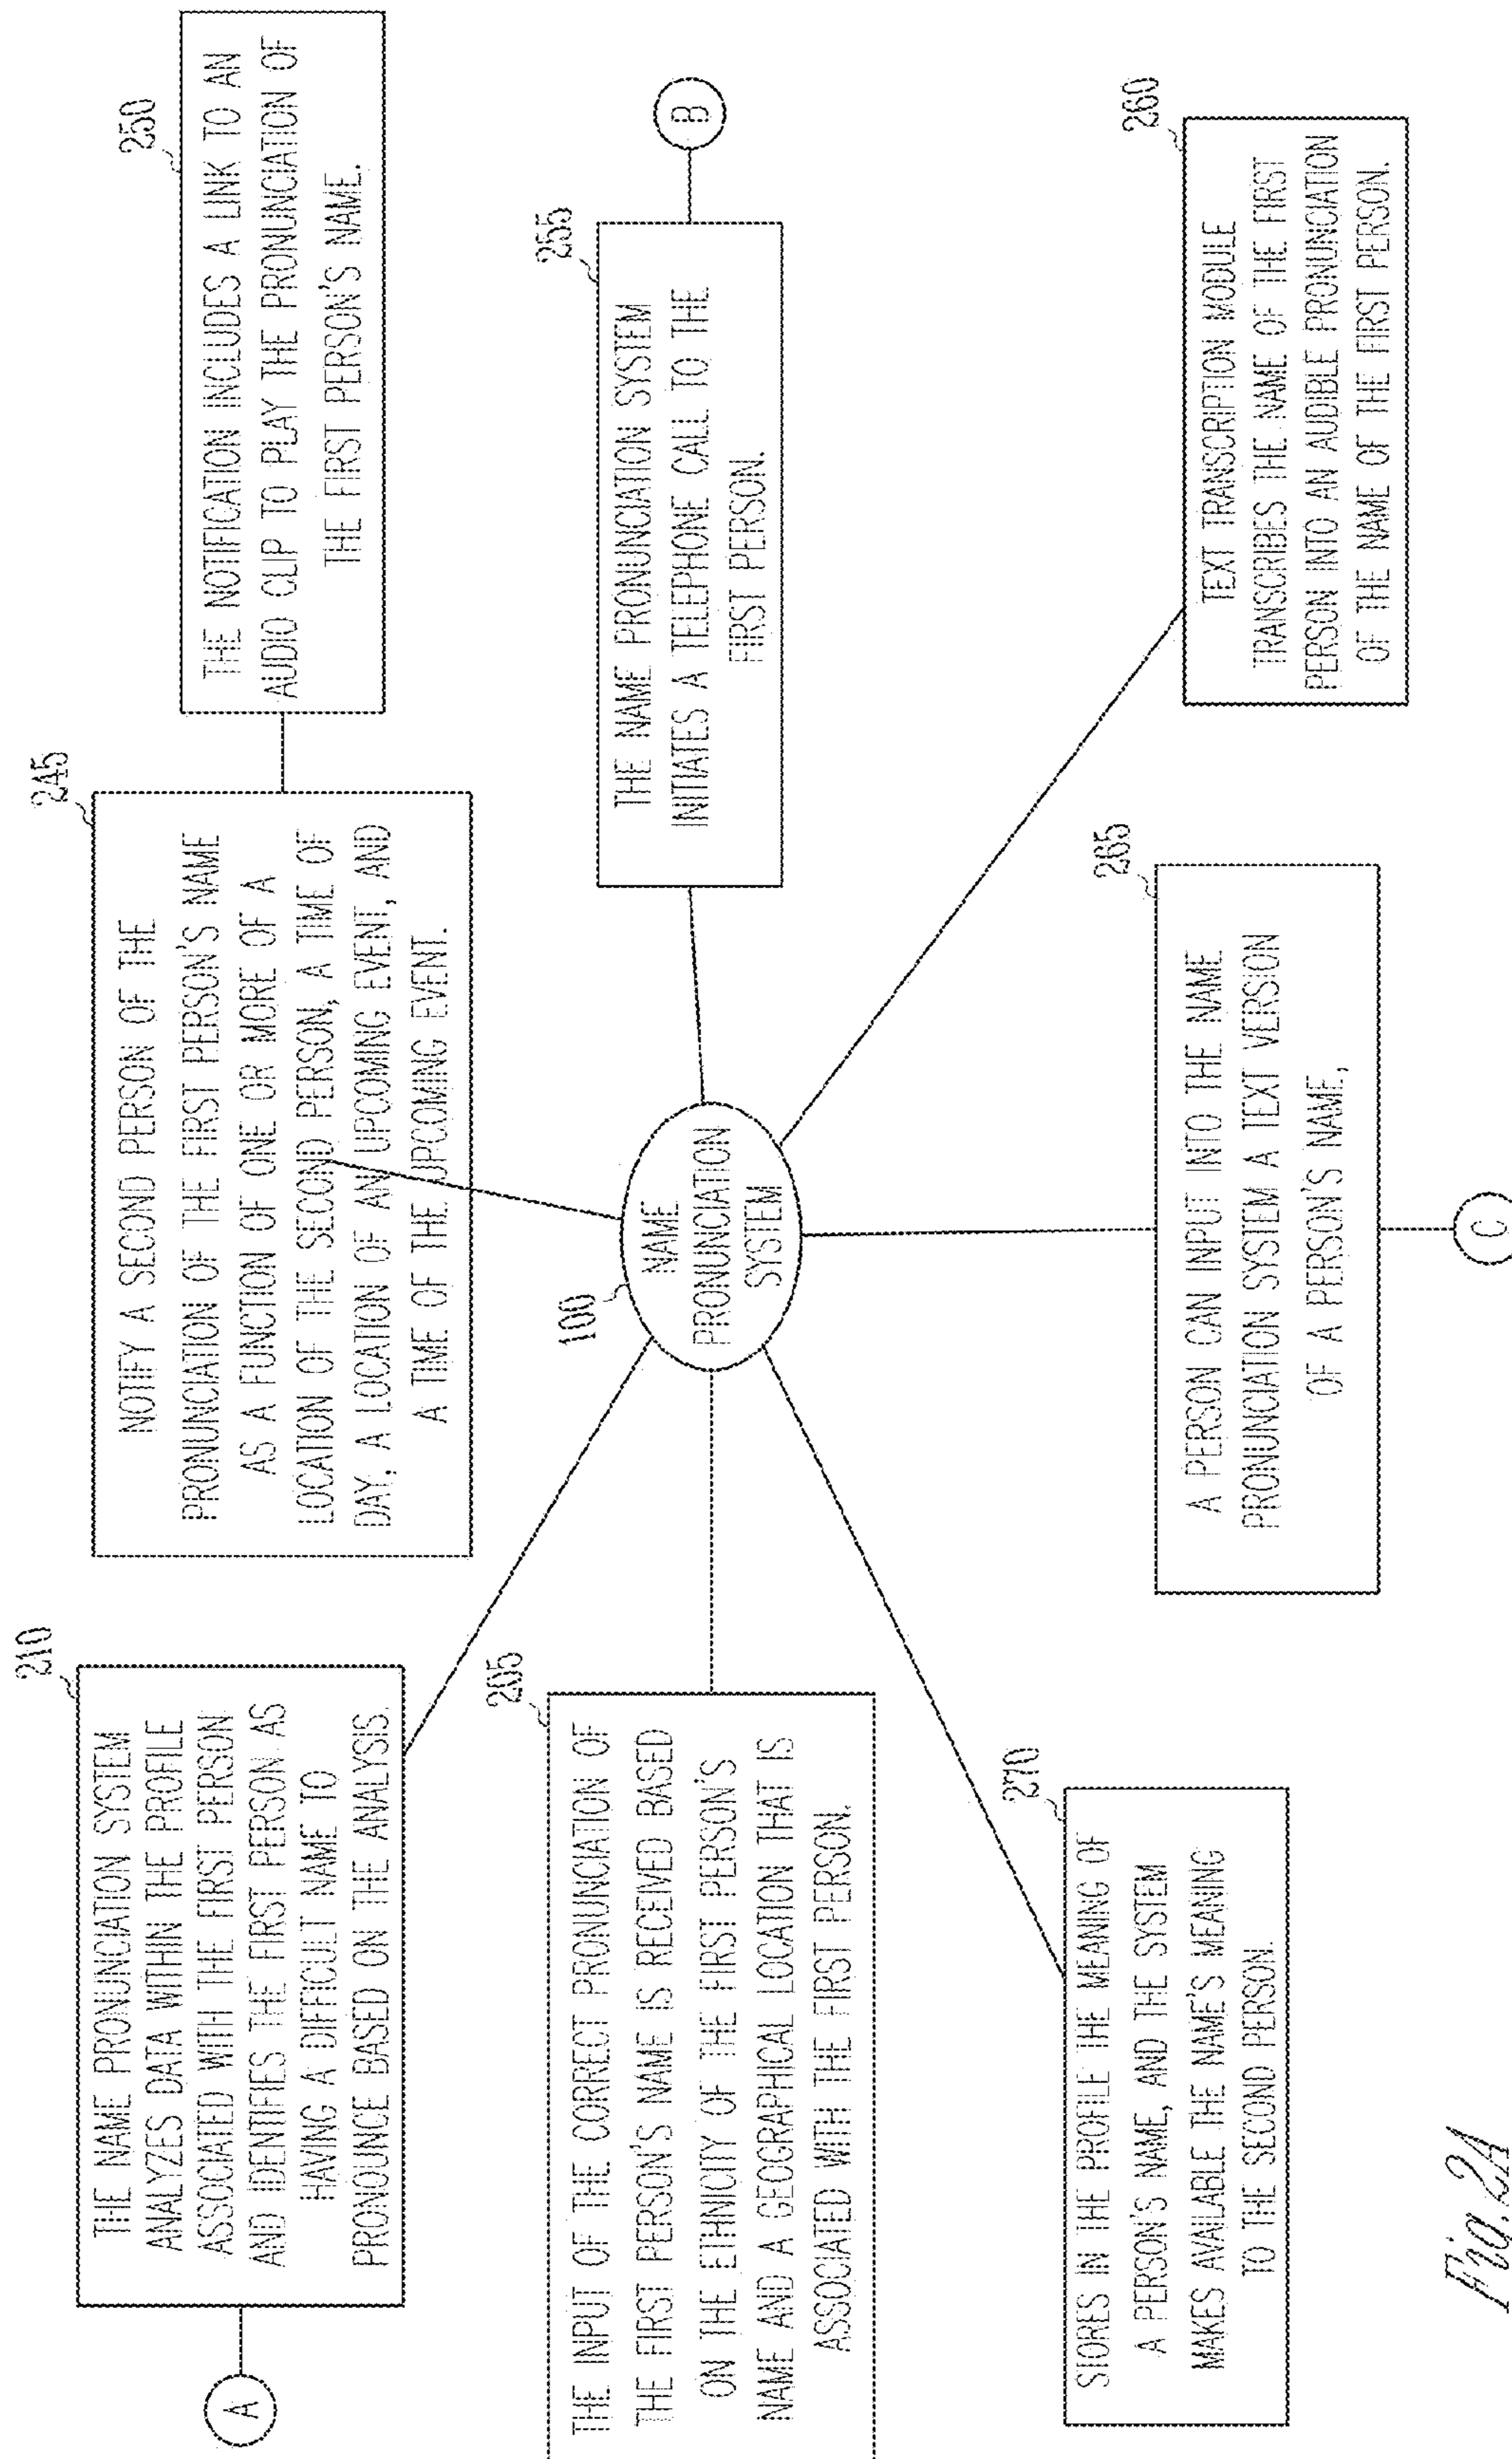 210
THE NAME PRONUNCIATION SYSTEM
ANALYZES DATA WITHIN THE PROFILE
ASSOCIATED WITH THE FIRST PERSON
AND IDENTIFIES THE FIRST PERSON AS
HAVING A DIFFICULT NAME TO
PRONOUNCE BASED ON THE ANALYSIS.
A
245
NOTIFY A SECOND PERSON OF THE
PRONUNCIATION OF THE FIRST PERSON'S NAME
AS A FUNCTION OF ONE OR MORE OF A
LOCATION OF THE SECOND PERSON, A TIME OF
DAY, A LOCATION OF AN UPCOMING EVENT, AND
A TIME OF THE UPCOMING EVENT.
250
THE NOTIFICATION INCLUDES A LINK TO AN
AUDIO CLIP TO PLAY THE PRONUNCIATION OF
THE FIRST PERSON'S NAME.
205
THE INPUT OF THE CORRECT PRONUNCIATION OF
THE FIRST PERSON'S NAME IS RECEIVED BASED
ON THE ETHNICITY OF THE FIRST PERSON'S
NAME AND A GEOGRAPHICAL LOCATION THAT IS
ASSOCIATED WITH THE FIRST PERSON.
100
NAME
PRONUNCIATION
SYSTEM
255
THE NAME PRONUNCIATION SYSTEM
INITIATES A TELEPHONE CALL TO THE
FIRST PERSON.
B
270
STORES IN THE PROFILE THE MEANING OF
A PERSON'S NAME, AND THE SYSTEM
MAKES AVAILABLE THE NAME'S MEANING
TO THE SECOND PERSON.
265
A PERSON CAN INPUT INTO THE NAME
PRONUNCIATION SYSTEM A TEXT VERSION
OF A PERSON'S NAME,
C
260
TEXT TRANSCRIPTION MODULE
TRANSCRIBES THE NAME OF THE FIRST
PERSON INTO AN AUDIBLE PRONUNCIATION
OF THE NAME OF THE FIRST PERSON.
Fig.2A